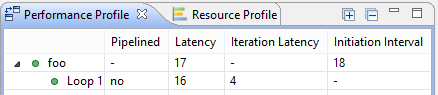 Performance Profile Resource Profile
Pipelined Latency Iteration Latency Initiation Interval
foo - 17 - 18
Loop 1 no 16 4 -